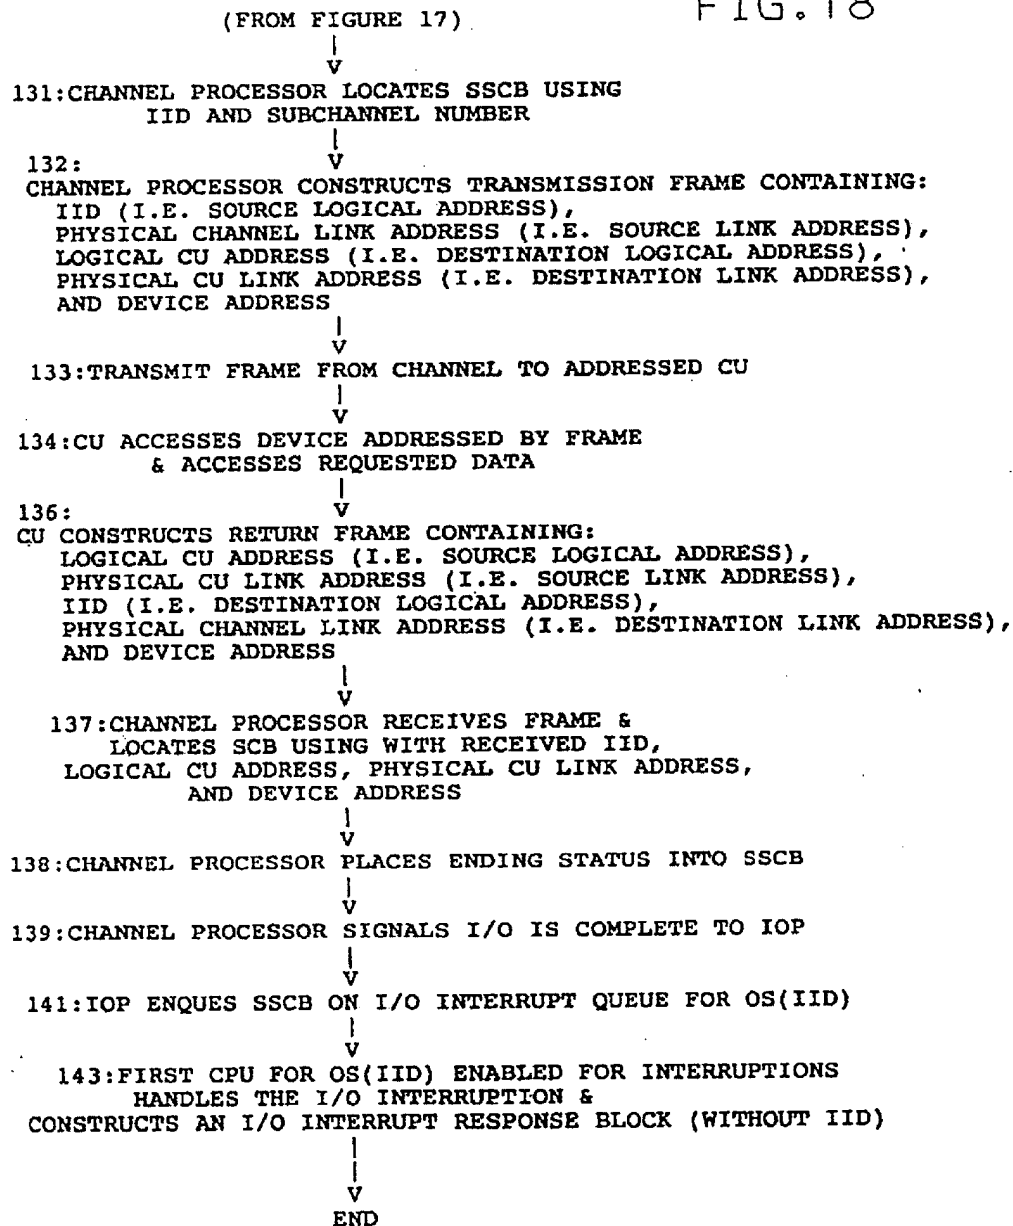 (FROM FIGURE 17)
FIG. 18
131:CHANNEL PROCESSOR LOCATES SSCB USING
IID AND SUBCHANNEL NUMBER
132:
CHANNEL PROCESSOR CONSTRUCTS TRANSMISSION FRAME CONTAINING:
IID (I.E. SOURCE LOGICAL ADDRESS),
PHYSICAL CHANNEL LINK ADDRESS (I.E. SOURCE LINK ADDRESS),
LOGICAL CU ADDRESS (I.E. DESTINATION LOGICAL ADDRESS),
PHYSICAL CU LINK ADDRESS (I.E. DESTINATION LINK ADDRESS),
AND DEVICE ADDRESS
133:TRANSMIT FRAME FROM CHANNEL TO ADDRESSED CU
134:CU ACCESSES DEVICE ADDRESSED BY FRAME
& ACCESSES REQUESTED DATA
136:
CU CONSTRUCTS RETURN FRAME CONTAINING:
LOGICAL CU ADDRESS (I.E. SOURCE LOGICAL ADDRESS),
PHYSICAL CU LINK ADDRESS (I.E. SOURCE LINK ADDRESS),
IID (I.E. DESTINATION LOGICAL ADDRESS),
PHYSICAL CHANNEL LINK ADDRESS (I.E. DESTINATION LINK ADDRESS),
AND DEVICE ADDRESS
137:CHANNEL PROCESSOR RECEIVES FRAME &
LOCATES SCB USING WITH RECEIVED IID,
LOGICAL CU ADDRESS, PHYSICAL CU LINK ADDRESS,
AND DEVICE ADDRESS
138:CHANNEL PROCESSOR PLACES ENDING STATUS INTO SSCB
139:CHANNEL PROCESSOR SIGNALS I/O IS COMPLETE TO IOP
141:IOP ENQUES SSCB ON I/O INTERRUPT QUEUE FOR OS(IID)
143:FIRST CPU FOR OS(IID) ENABLED FOR INTERRUPTIONS
HANDLES THE I/O INTERRUPTION &
CONSTRUCTS AN I/O INTERRUPT RESPONSE BLOCK (WITHOUT IID)
END